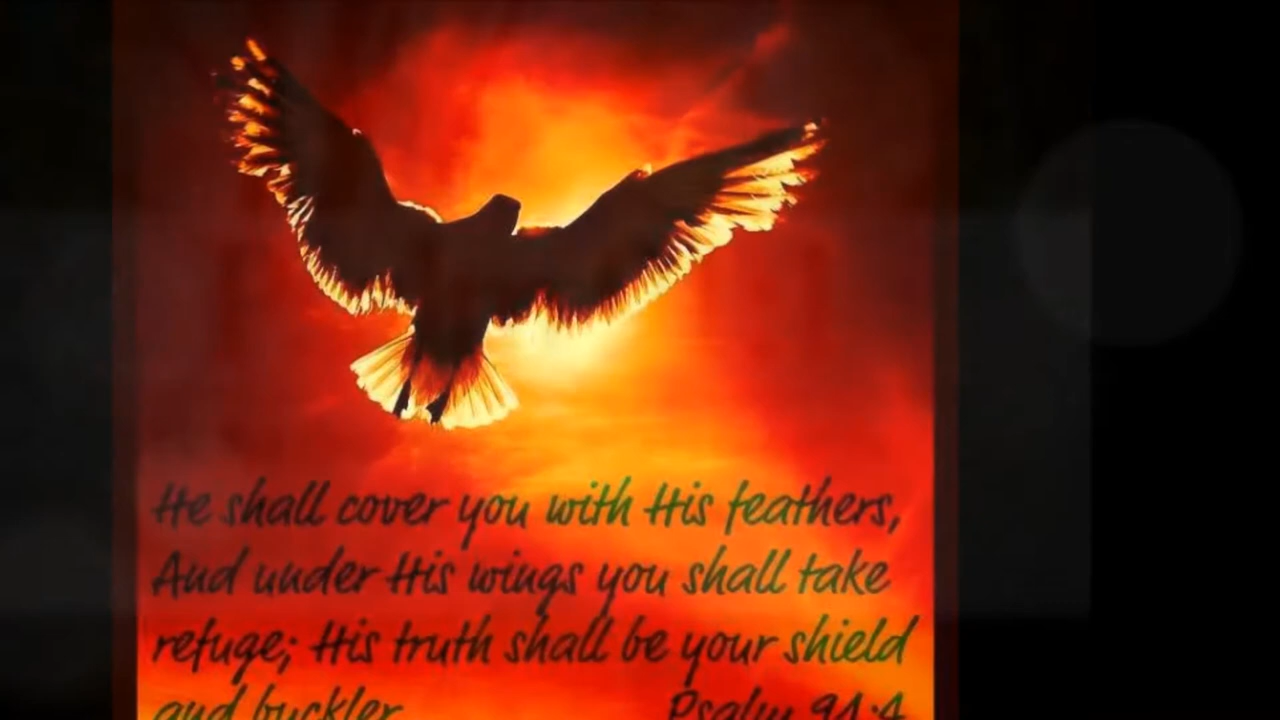 He shall cover you with His feathers,
And under His wings you shall take
refuge; His truth shall be your shield
and buckler Psalm 91:4